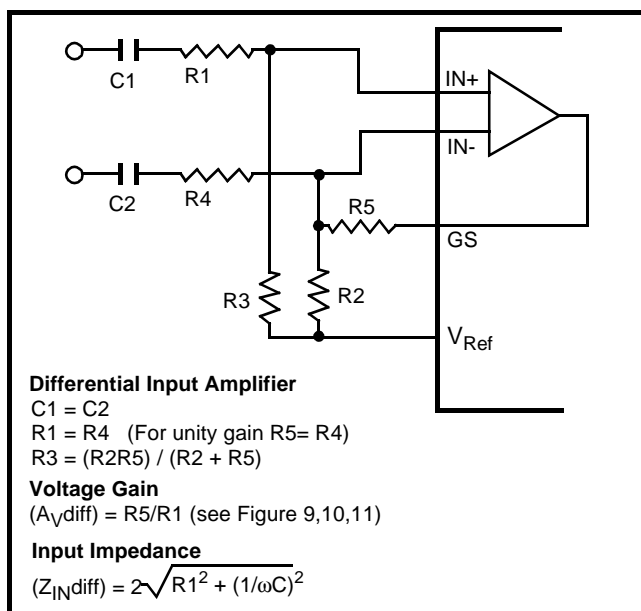 C1
R1
IN+
IN-
C2
R4
R5
GS
R3
R2
VRef
Differential Input Amplifier
C1 = C2
R1 = R4 (For unity gain R5= R4)
R3 = (R2R5) / (R2 + R5)
Voltage Gain
(AVdiff) = R5/R1 (see Figure 9,10,11)
Input Impedance
(ZINdiff) = 2√R1² + (1/ωC)²